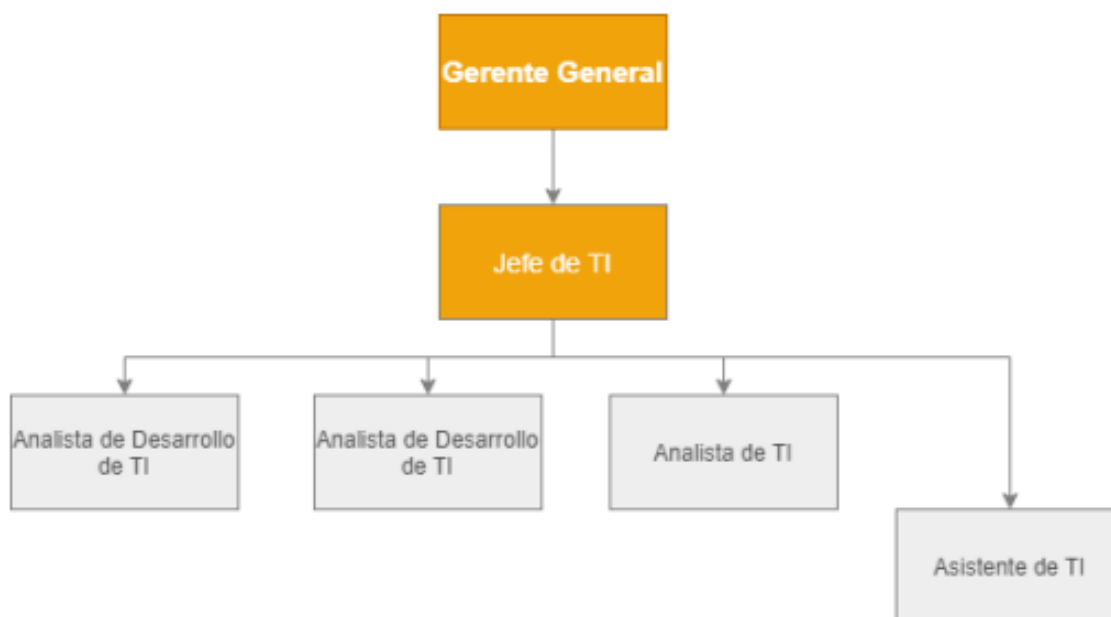 Gerente General
Jefe de TI
Analista de Desarrollo
de TI
Analista de Desarrollo
de TI
Analista de TI
Asistente de TI